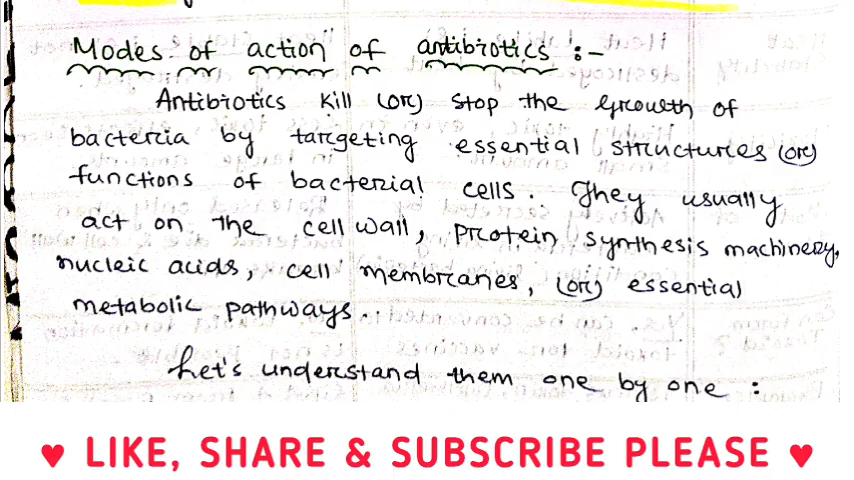 Modes of action of antibiotics :-
Antibiotics kill (or) stop the growth of
bacteria by targeting essential structures (or)
functions of bacterial cells. They usually
act on the cell wall, protein synthesis machinery,
nucleic acids, cell membranes, (or) essential
metabolic pathways.
Let's understand them one by one :
♥ LIKE, SHARE & SUBSCRIBE PLEASE ♥